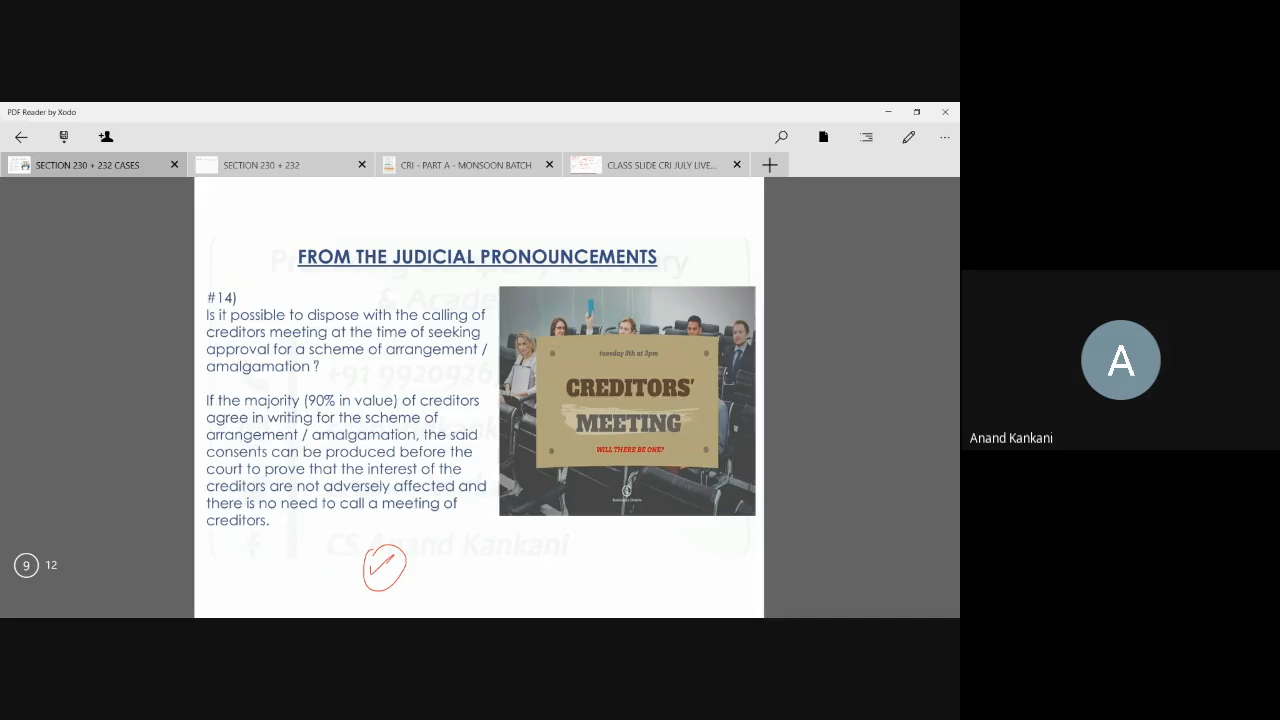 PDF Reader by Xodo
SECTION 230 + 232 CASES
SECTION 230 + 232
CRI - PART A - MONSOON BATCH
CLASS SLIDE CRI JULY LIVE...
FROM THE JUDICIAL PRONOUNCEMENTS
#14)
Is it possible to dispose with the calling of
creditors meeting at the time of seeking
approval for a scheme of arrangement /
amalgamation ?
If the majority (90% in value) of creditors
agree in writing for the scheme of
arrangement / amalgamation, the said
consents can be produced before the
court to prove that the interest of the
creditors are not adversely affected and
there is no need to call a meeting of
creditors.
tuesday 8th at 2pm
CREDITORS'
MEETING
WILL THERE BE ONE?
& Acade
+91 9920926
CS Anand Kankani
9 12
A
Anand Kankani